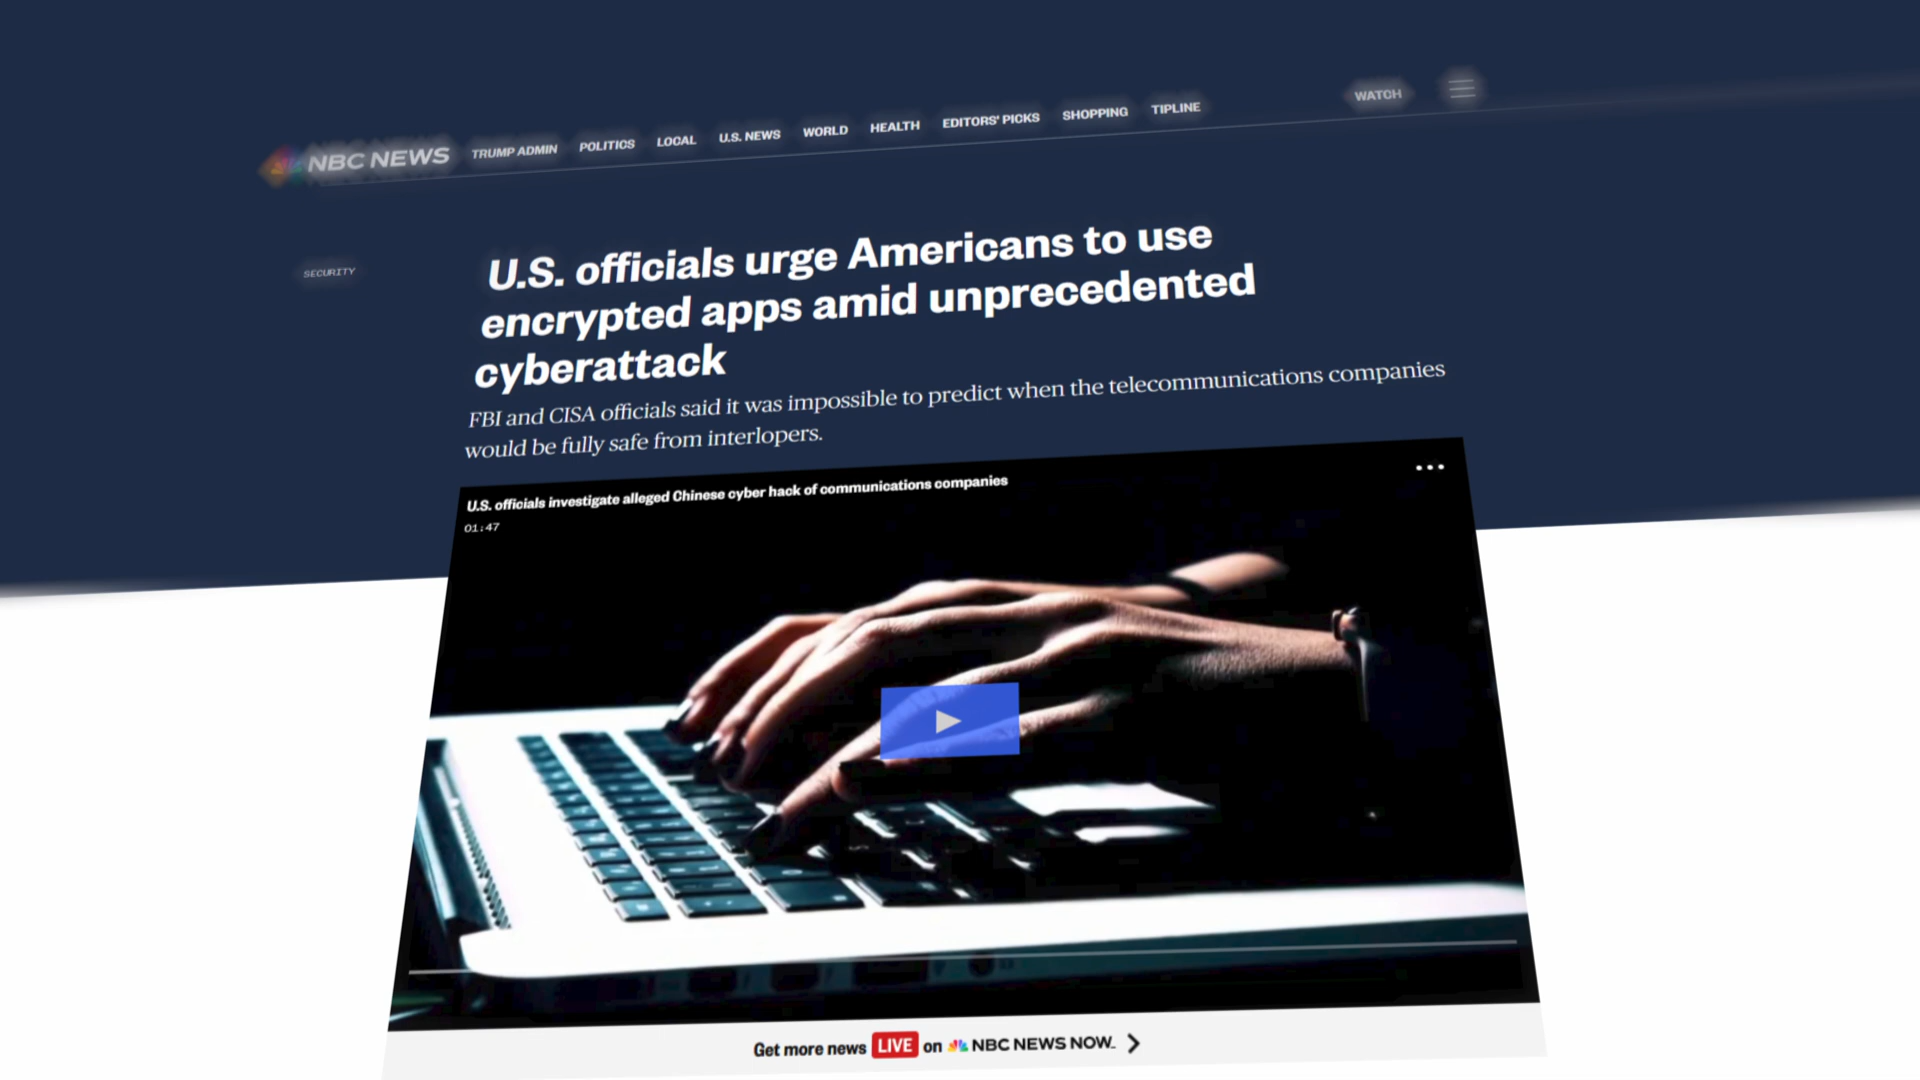 NBC NEWS TRUMP ADMIN POLITICS LOCAL U.S. NEWS WORLD HEALTH EDITORS' PICKS SHOPPING TIPLINE WATCH
SECURITY
U.S. officials urge Americans to use
encrypted apps amid unprecedented
cyberattack
FBI and CISA officials said it was impossible to predict when the telecommunications companies
would be fully safe from interlopers.
U.S. officials investigate alleged Chinese cyber hack of communications companies
01:47
Get more news LIVE on NBC NEWS NOW